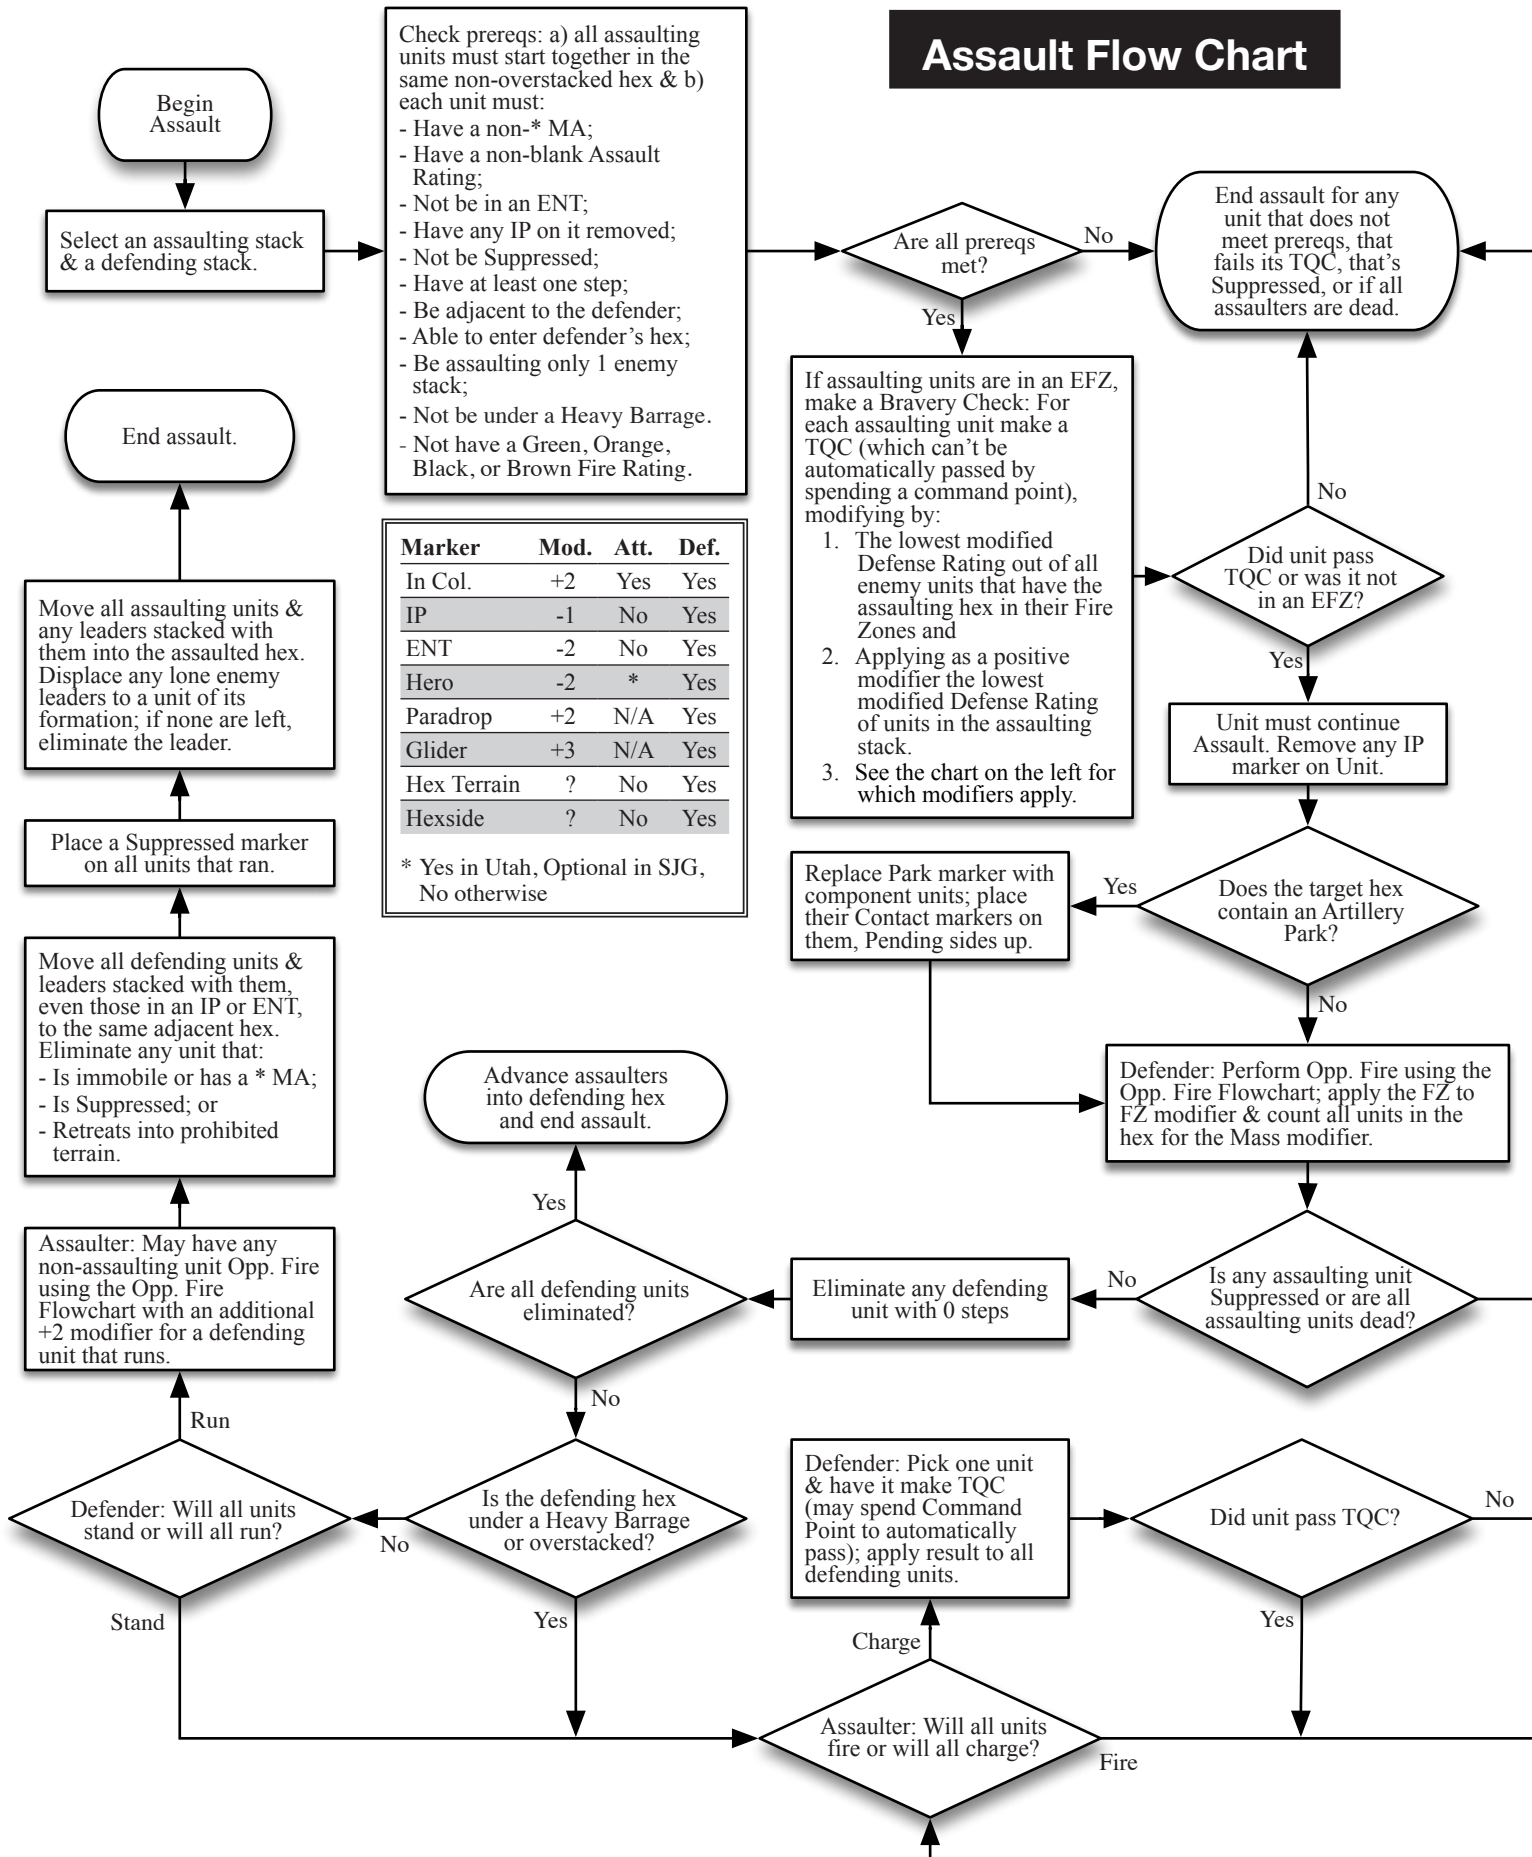 Assault Flow Chart
Begin
Assault
Select an assaulting stack
& a defending stack.
Check prereqs: a) all assaulting
units must start together in the
same non-overstacked hex & b)
each unit must:
- Have a non-* MA;
- Have a non-blank Assault
Rating;
- Not be in an ENT;
- Have any IP on it removed;
- Not be Suppressed;
- Have at least one step;
- Be adjacent to the defender;
- Able to enter defender's hex;
- Be assaulting only 1 enemy
stack;
- Not be under a Heavy Barrage.
- Not have a Green, Orange,
Black, or Brown Fire Rating.
Are all prereqs
met?
No
Yes
End assault for any
unit that does not
meet prereqs, that
fails its TQC, that's
Suppressed, or if all
assaulters are dead.
If assaulting units are in an EFZ,
make a Bravery Check: For
each assaulting unit make a
TQC (which can't be
automatically passed by
spending a command point),
modifying by:
1. The lowest modified
Defense Rating out of all
enemy units that have the
assaulting hex in their Fire
Zones and
2. Applying as a positive
modifier the lowest
modified Defense Rating
of units in the assaulting
stack.
3. See the chart on the left for
which modifiers apply.
No
Did unit pass
TQC or was it not
in an EFZ?
Yes
Unit must continue
Assault. Remove any IP
marker on Unit.
Does the target hex
contain an Artillery
Park?
Yes
No
Replace Park marker with
component units; place
their Contact markers on
them, Pending sides up.
Defender: Perform Opp. Fire using the
Opp. Fire Flowchart; apply the FZ to
FZ modifier & count all units in the
hex for the Mass modifier.
Is any assaulting unit
Suppressed or are all
assaulting units dead?
No
Eliminate any defending
unit with 0 steps
Are all defending units
eliminated?
Yes
No
Advance assaulters
into defending hex
and end assault.
Is the defending hex
under a Heavy Barrage
or overstacked?
No
Yes
Defender: Will all units
stand or will all run?
Run
Stand
Assaulter: May have any
non-assaulting unit Opp. Fire
using the Opp. Fire
Flowchart with an additional
+2 modifier for a defending
unit that runs.
Move all defending units &
leaders stacked with them,
even those in an IP or ENT,
to the same adjacent hex.
Eliminate any unit that:
- Is immobile or has a * MA;
- Is Suppressed; or
- Retreats into prohibited
terrain.
Place a Suppressed marker
on all units that ran.
Move all assaulting units &
any leaders stacked with
them into the assaulted hex.
Displace any lone enemy
leaders to a unit of its
formation; if none are left,
eliminate the leader.
End assault.
Marker Mod. Att. Def.
In Col. +2 Yes Yes
IP -1 No Yes
ENT -2 No Yes
Hero -2 * Yes
Paradrop +2 N/A Yes
Glider +3 N/A Yes
Hex Terrain ? No Yes
Hexside ? No Yes
* Yes in Utah, Optional in SJG,
No otherwise
Assaulter: Will all units
fire or will all charge?
Charge
Fire
Defender: Pick one unit
& have it make TQC
(may spend Command
Point to automatically
pass); apply result to all
defending units.
Did unit pass TQC?
No
Yes